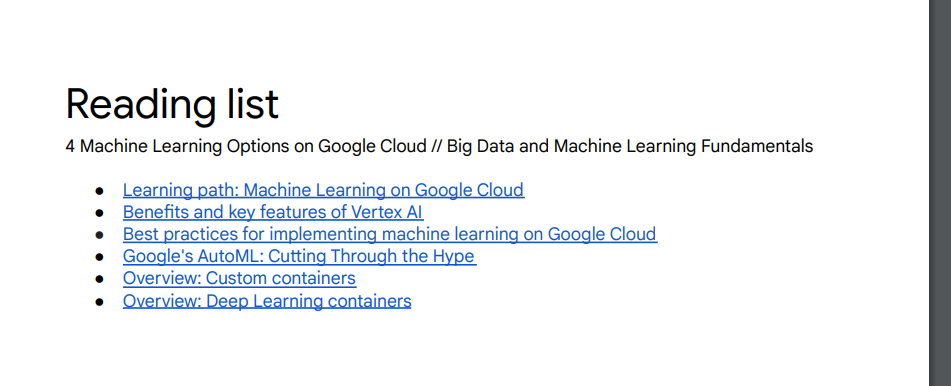 Reading list
4 Machine Learning Options on Google Cloud // Big Data and Machine Learning Fundamentals
● Learning path: Machine Learning on Google Cloud
● Benefits and key features of Vertex AI
● Best practices for implementing machine learning on Google Cloud
● Google's AutoML: Cutting Through the Hype
● Overview: Custom containers
● Overview: Deep Learning containers